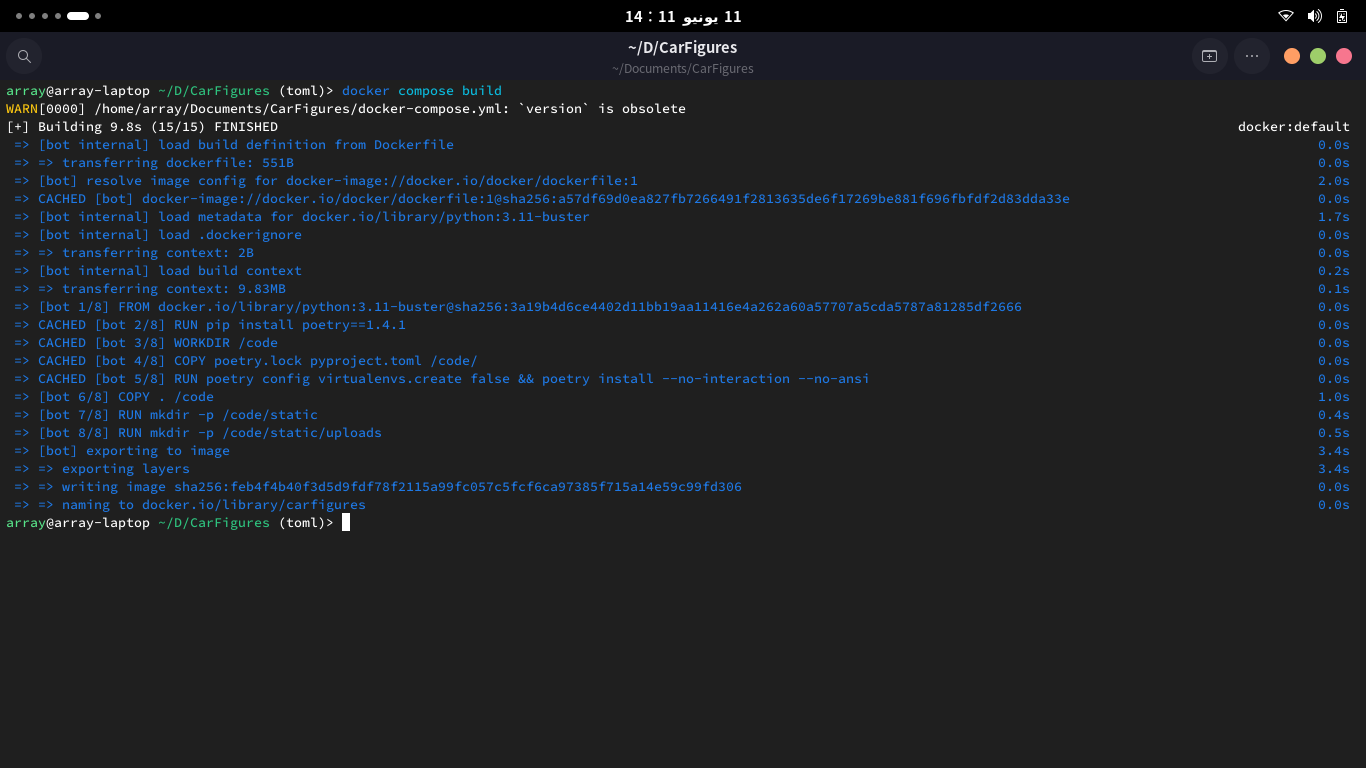 11 يونيو 11 : 14
~/D/CarFigures
~/Documents/CarFigures
array@array-laptop ~/D/CarFigures (toml)> docker compose build
WARN[0000] /home/array/Documents/CarFigures/docker-compose.yml: `version` is obsolete
[+] Building 9.8s (15/15) FINISHED docker:default
=> [bot internal] load build definition from Dockerfile 0.0s
=> => transferring dockerfile: 551B 0.0s
=> [bot] resolve image config for docker-image://docker.io/docker/dockerfile:1 2.0s
=> CACHED [bot] docker-image://docker.io/docker/dockerfile:1@sha256:a57df69d0ea827fb7266491f2813635de6f17269be881f696fbfdf2d83dda33e 0.0s
=> [bot internal] load metadata for docker.io/library/python:3.11-buster 1.7s
=> [bot internal] load .dockerignore 0.0s
=> => transferring context: 2B 0.0s
=> [bot internal] load build context 0.2s
=> => transferring context: 9.83MB 0.1s
=> [bot 1/8] FROM docker.io/library/python:3.11-buster@sha256:3a19b4d6ce4402d11bb19aa11416e4a262a60a57707a5cda5787a81285df2666 0.0s
=> CACHED [bot 2/8] RUN pip install poetry==1.4.1 0.0s
=> CACHED [bot 3/8] WORKDIR /code 0.0s
=> CACHED [bot 4/8] COPY poetry.lock pyproject.toml /code/ 0.0s
=> CACHED [bot 5/8] RUN poetry config virtualenvs.create false && poetry install --no-interaction --no-ansi 0.0s
=> [bot 6/8] COPY . /code 1.0s
=> [bot 7/8] RUN mkdir -p /code/static 0.4s
=> [bot 8/8] RUN mkdir -p /code/static/uploads 0.5s
=> [bot] exporting to image 3.4s
=> => exporting layers 3.4s
=> => writing image sha256:feb4f4b40f3d5d9fdf78f2115a99fc057c5fcf6ca97385f715a14e59c99fd306 0.0s
=> => naming to docker.io/library/carfigures 0.0s
array@array-laptop ~/D/CarFigures (toml)>